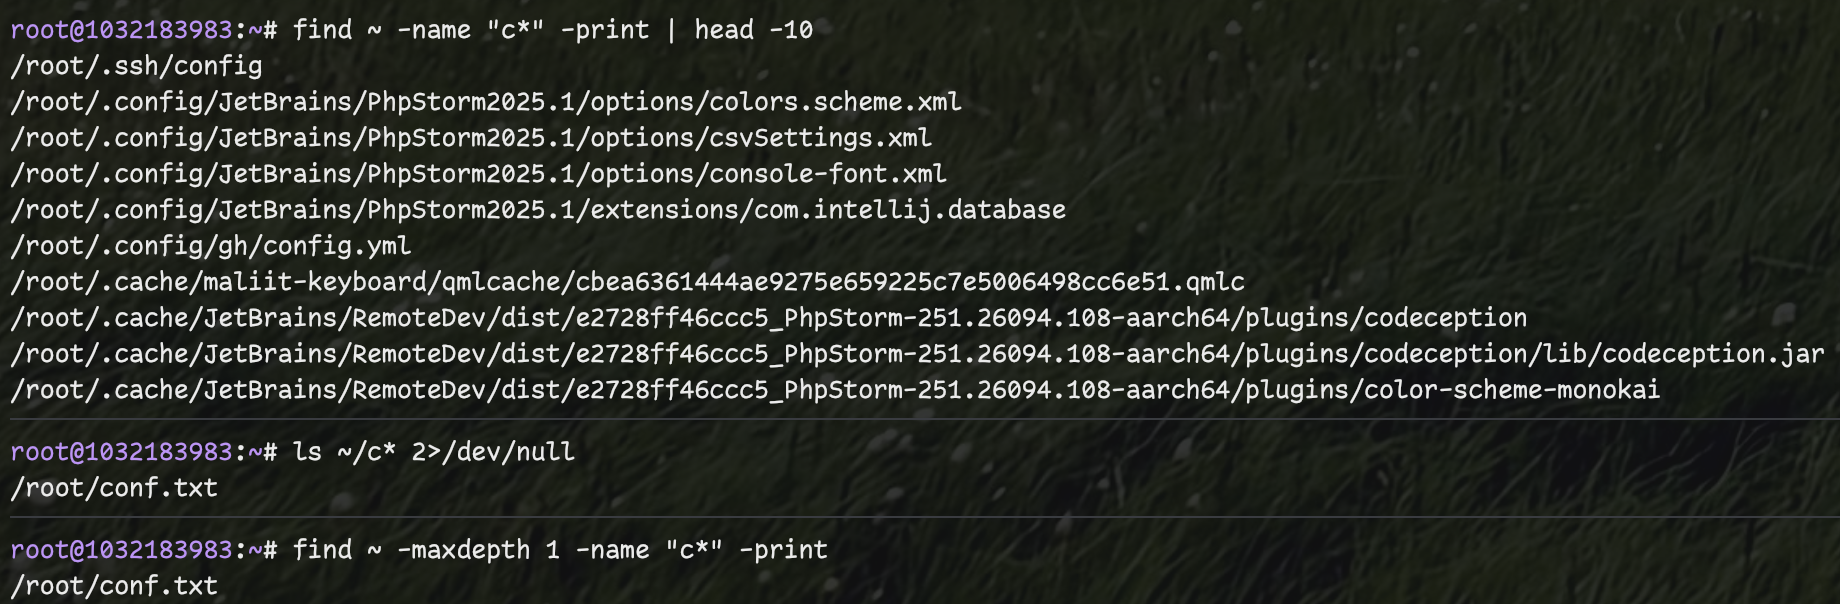 root@1032183983:~# find ~ -name "c*" -print | head -10
/root/.ssh/config
/root/.config/JetBrains/PhpStorm2025.1/options/colors.scheme.xml
/root/.config/JetBrains/PhpStorm2025.1/options/csvSettings.xml
/root/.config/JetBrains/PhpStorm2025.1/options/console-font.xml
/root/.config/JetBrains/PhpStorm2025.1/extensions/com.intellij.database
/root/.config/gh/config.yml
/root/.cache/maliit-keyboard/qmlcache/cbea6361444ae9275e659225c7e5006498cc6e51.qmlc
/root/.cache/JetBrains/RemoteDev/dist/e2728ff46ccc5_PhpStorm-251.26094.108-aarch64/plugins/codeception
/root/.cache/JetBrains/RemoteDev/dist/e2728ff46ccc5_PhpStorm-251.26094.108-aarch64/plugins/codeception/lib/codeception.jar
/root/.cache/JetBrains/RemoteDev/dist/e2728ff46ccc5_PhpStorm-251.26094.108-aarch64/plugins/color-scheme-monokai
root@1032183983:~# ls ~/c* 2>/dev/null
/root/conf.txt
root@1032183983:~# find ~ -maxdepth 1 -name "c*" -print
/root/conf.txt